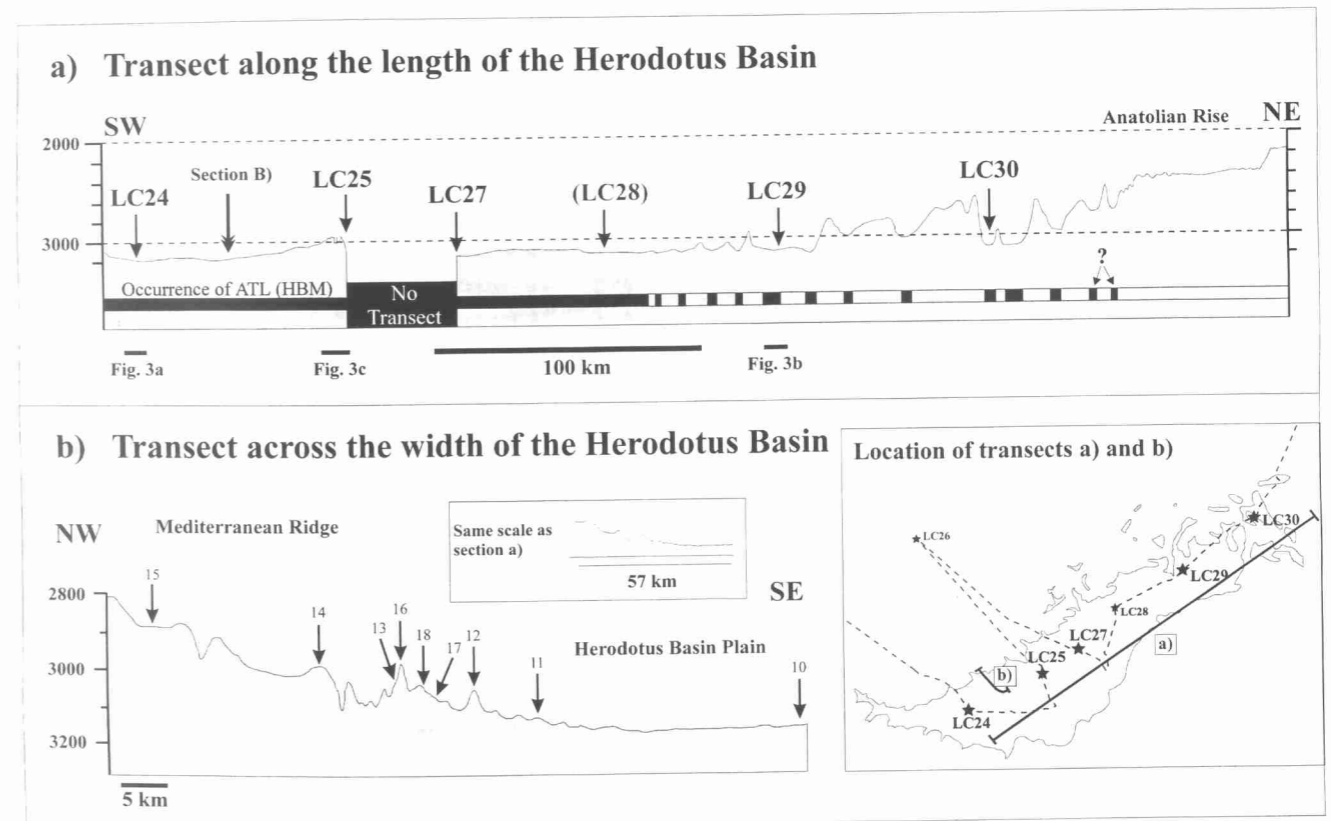 a) Transect along the length of the Herodotus Basin
SW
NE
Anatolian Rise
2000
3000
LC24
Section B)
LC25
LC27
(LC28)
LC29
LC30
Occurrence of ATL (HBM)
No
Transect
?
Fig. 3a
Fig. 3c
100 km
Fig. 3b
b) Transect across the width of the Herodotus Basin
NW
Mediterranean Ridge
Same scale as
section a)
57 km
SE
2800
3000
3200
15
14
13
16
18
17
12
11
10
Herodotus Basin Plain
5 km
Location of transects a) and b)
LC26
LC30
LC29
LC28
LC27
a)
LC25
b)
LC24